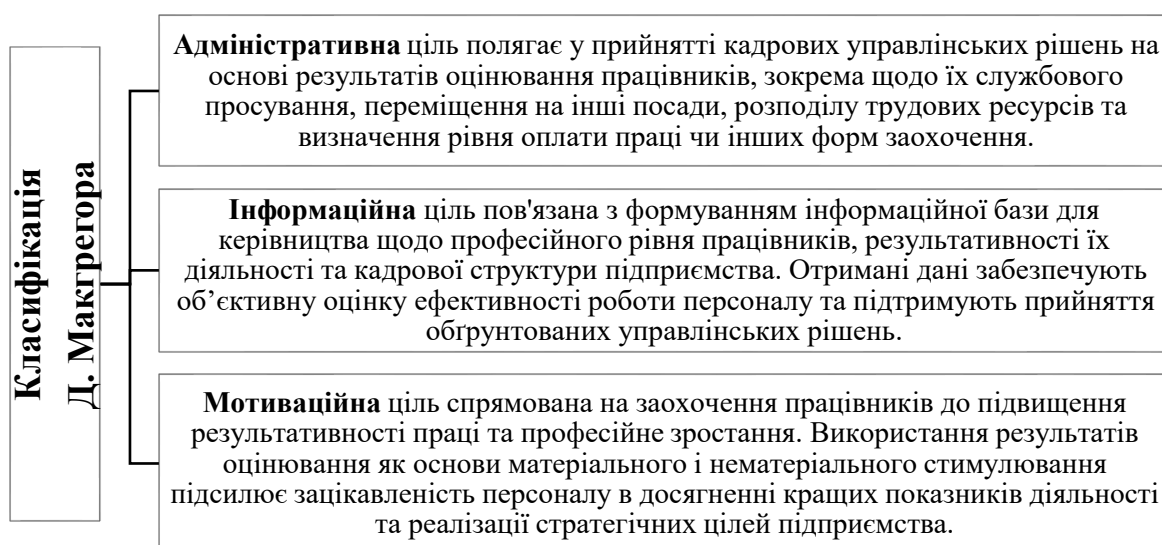 Класифікація
Д. Макгрегора
Адміністративна ціль полягає у прийнятті кадрових управлінських рішень на
основі результатів оцінювання працівників, зокрема щодо їх службового
просування, переміщення на інші посади, розподілу трудових ресурсів та
визначення рівня оплати праці чи інших форм заохочення.
Інформаційна ціль пов'язана з формуванням інформаційної бази для
керівництва щодо професійного рівня працівників, результативності їх
діяльності та кадрової структури підприємства. Отримані дані забезпечують
об’єктивну оцінку ефективності роботи персоналу та підтримують прийняття
обґрунтованих управлінських рішень.
Мотиваційна ціль спрямована на заохочення працівників до підвищення
результативності праці та професійне зростання. Використання результатів
оцінювання як основи матеріального і нематеріального стимулювання
підсилює зацікавленість персоналу в досягненні кращих показників діяльності
та реалізації стратегічних цілей підприємства.